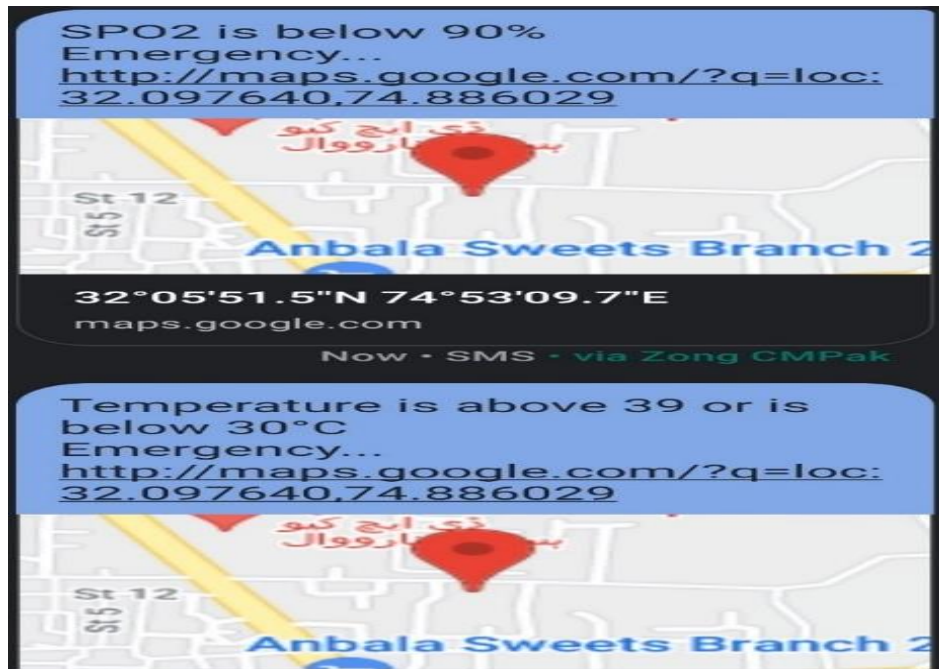 SPO2 is below 90%
Emergency...
http://maps.google.com/?q=loc:
32.097640,74.886029
ڈی ایچ کیو
نارووال
St 12
St 5
Anbala Sweets Branch 2
32°05'51.5"N 74°53'09.7"E
maps.google.com
Now • SMS • via Zong CMPak
Temperature is above 39 or is
below 30°C
Emergency...
http://maps.google.com/?q=loc:
32.097640,74.886029
ڈی ایچ کیو
نارووال
St 12
St 5
Anbala Sweets Branch 2